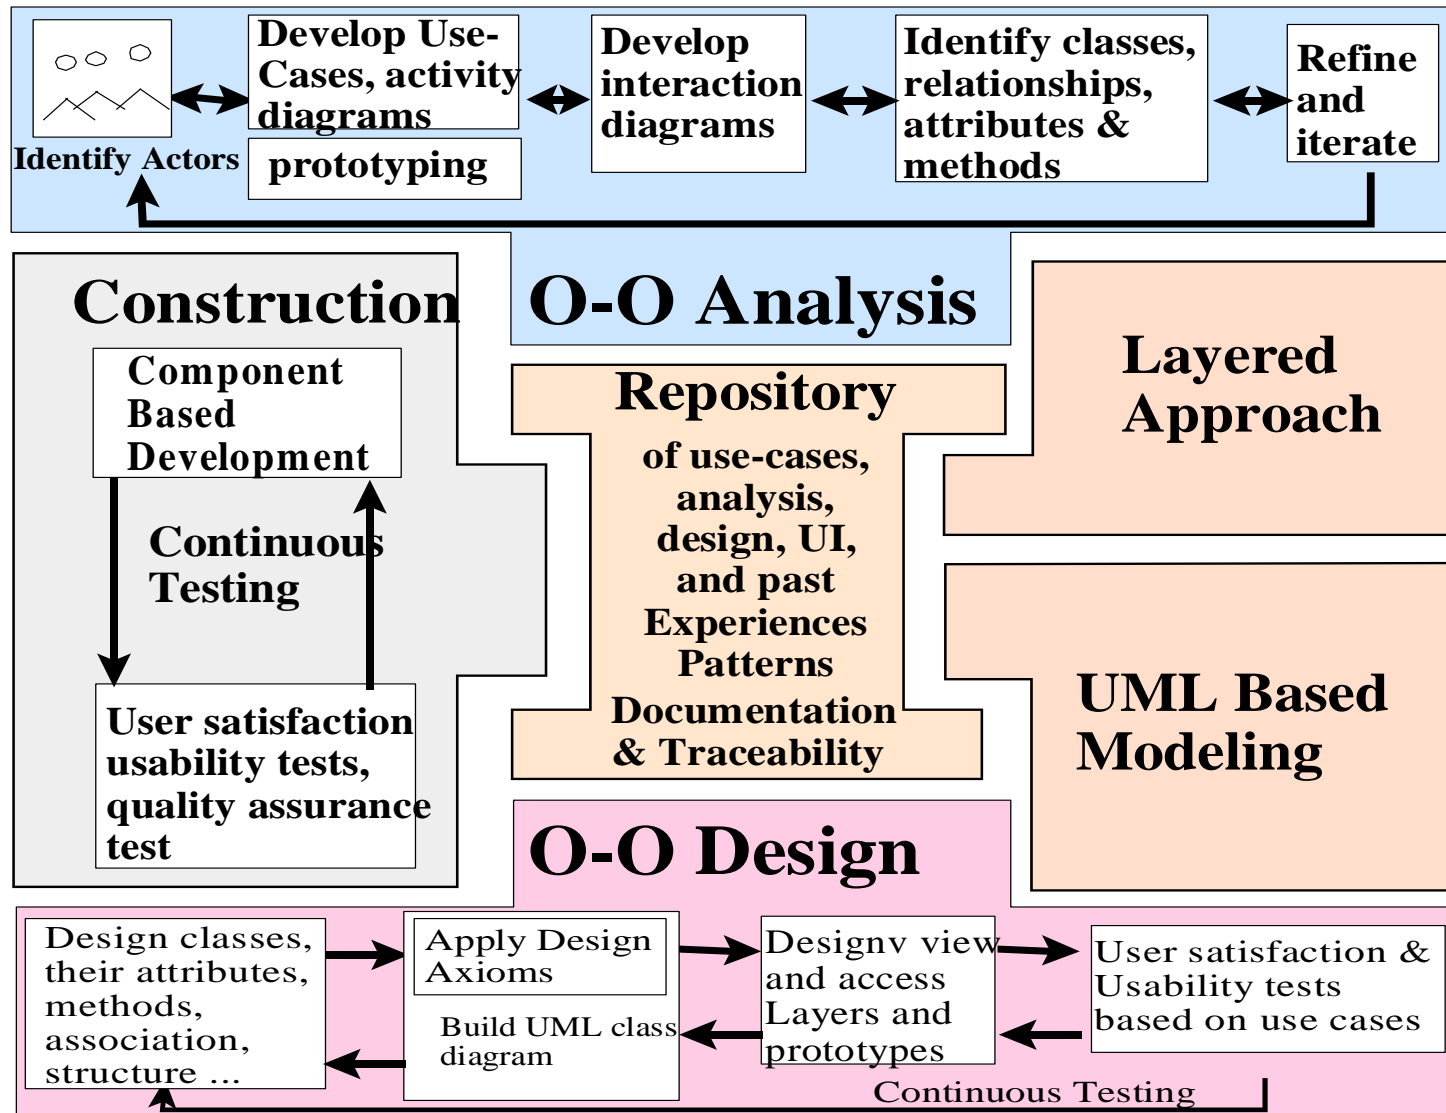 Identify Actors
Develop Use-
Cases, activity
diagrams
prototyping
Develop
interaction
diagrams
Identify classes,
relationships,
attributes &
methods
Refine
and
iterate
O-O Analysis
Construction
Component
Based
Development
Continuous
Testing
User satisfaction
usability tests,
quality assurance
test
Repository
of use-cases,
analysis,
design, UI,
and past
Experiences
Patterns
Documentation
& Traceability
Layered
Approach
UML Based
Modeling
O-O Design
Design classes,
their attributes,
methods,
association,
structure ...
Apply Design
Axioms
Build UML class
diagram
Designv view
and access
Layers and
prototypes
User satisfaction &
Usability tests
based on use cases
Continuous Testing